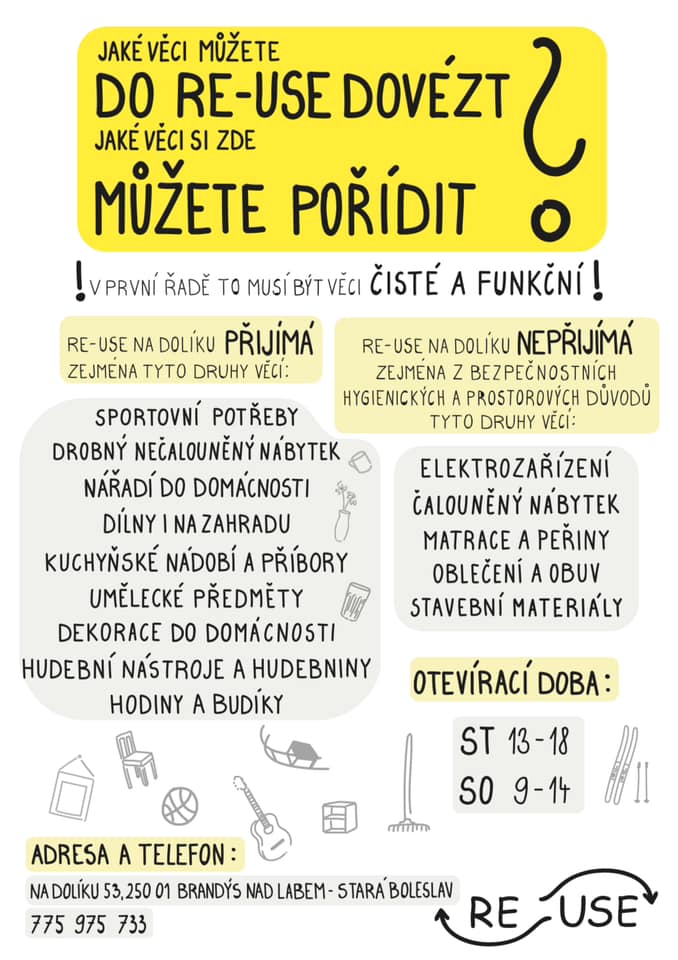 JAKÉ VĚCI MŮŽETE
DO RE-USE DOVÉZT
JAKÉ VĚCI SI ZDE
MŮŽETE POŘÍDIT
?
! V PRVNÍ ŘADĚ TO MUSÍ BÝT VĚCI ČISTÉ A FUNKČNÍ !
RE-USE NA DOLÍKU PŘIJÍMÁ
ZEJMÉNA TYTO DRUHY VĚCÍ:
SPORTOVNÍ POTŘEBY
DROBNÝ NEČALOUNĚNÝ NÁBYTEK
NÁŘADÍ DO DOMÁCNOSTI
DÍLNY I NA ZAHRADU
KUCHYŇSKÉ NÁDOBÍ A PŘÍBORY
UMĚLECKÉ PŘEDMĚTY
DEKORACE DO DOMÁCNOSTI
HUDEBNÍ NÁSTROJE A HUDEBNINY
HODINY A BUDÍKY
RE-USE NA DOLÍKU NEPŘIJÍMÁ
ZEJMÉNA Z BEZPEČNOSTNÍCH
HYGIENICKÝCH A PROSTOROVÝCH DŮVODŮ
TYTO DRUHY VĚCÍ:
ELEKTROZAŘÍZENÍ
ČALOUNĚNÝ NÁBYTEK
MATRACE A PEŘINY
OBLEČENÍ A OBUV
STAVEBNÍ MATERIÁLY
OTEVÍRACÍ DOBA:
ST 13-18
SO 9-14
ADRESA A TELEFON:
NA DOLÍKU 53, 250 01 BRANDÝS NAD LABEM - STARÁ BOLESLAV
775 975 733
RE-USE